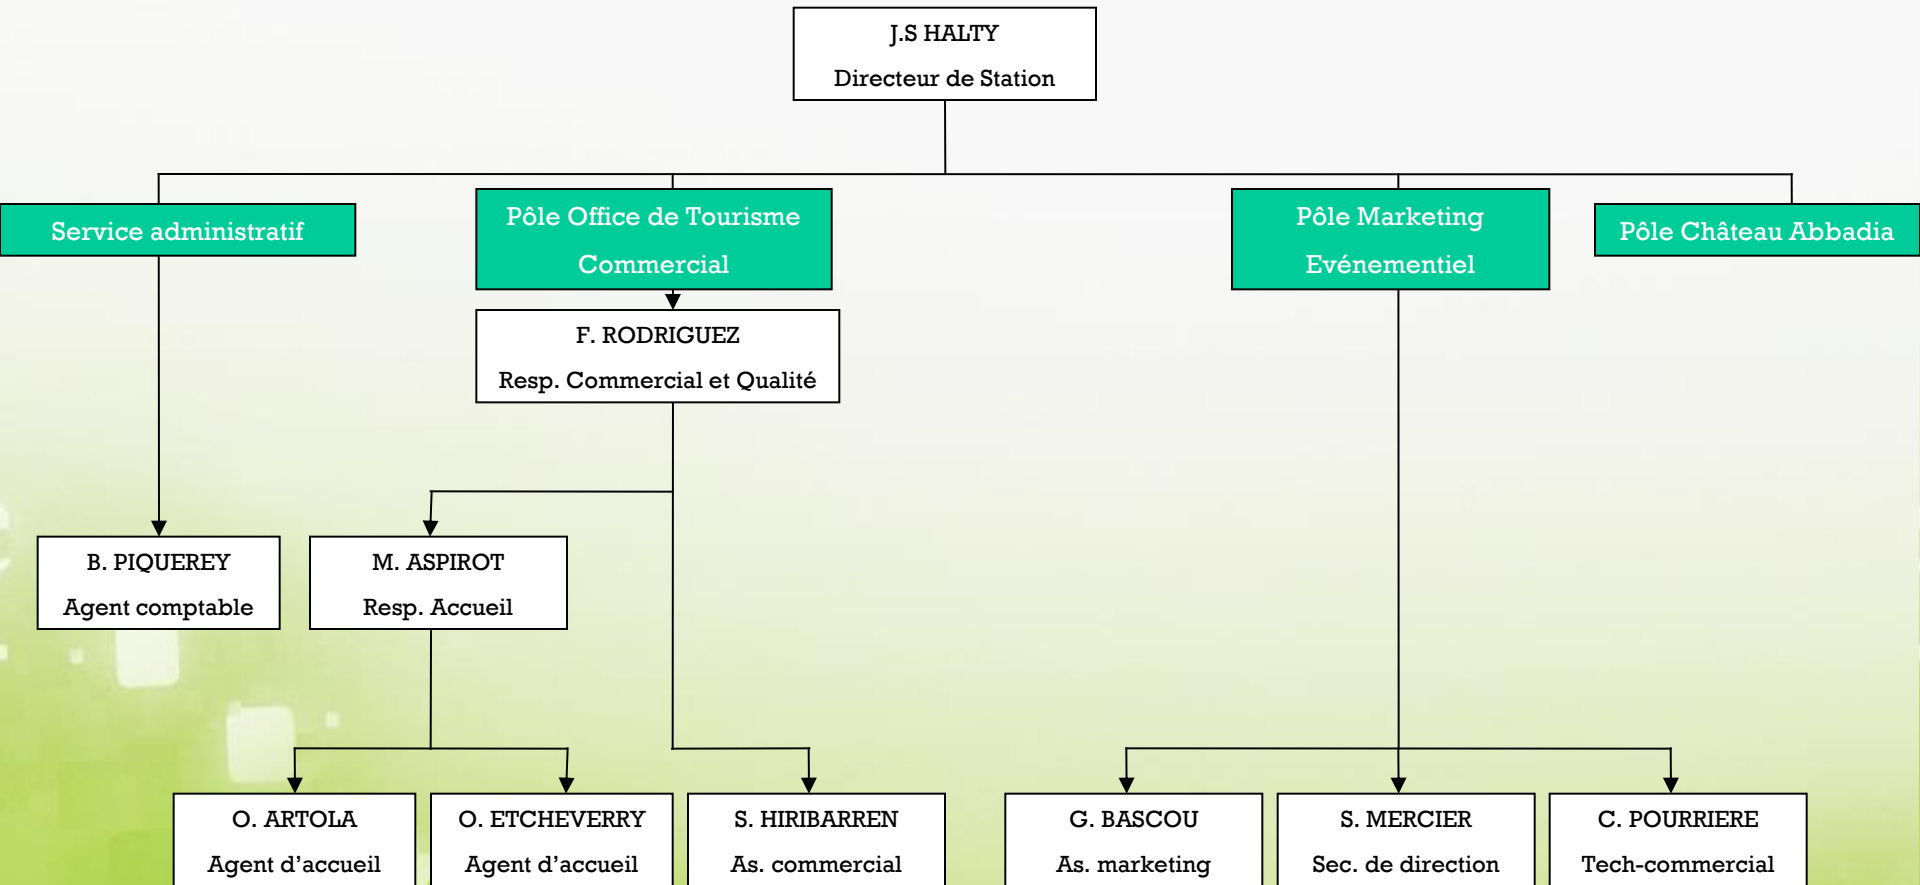 J.S HALTY
Directeur de Station
Service administratif
Pôle Office de Tourisme
Commercial
Pôle Marketing
Evénementiel
Pôle Château Abbadia
F. RODRIGUEZ
Resp. Commercial et Qualité
B. PIQUEREY
Agent comptable
M. ASPIROT
Resp. Accueil
O. ARTOLA
Agent d’accueil
O. ETCHEVERRY
Agent d’accueil
S. HIRIBARREN
As. commercial
G. BASCOU
As. marketing
S. MERCIER
Sec. de direction
C. POURRIERE
Tech-commercial